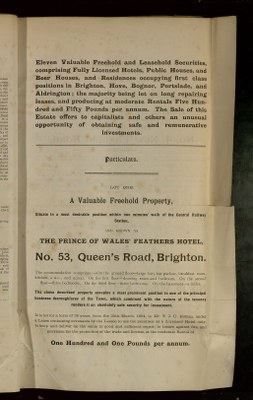 Eleven Valuable Freehold and Leasehold Securities,
comprising Fully Licensed Hotels, Public Houses, and
Beer Houses, and Residences occupying first class
positions in Brighton, Hove, Bognor, Portslade, and
Aldrington; the majority being let on long repairing
leases, and producing at moderate Rentals Five Hun-
dred and Fifty Pounds per annum. The Sale of this
Estate offers to capitalists and others an unusual
opportunity of obtaining safe and remunerative
investments.
Particulars.
A Valuable Freehold Property,
Situate in a most desirable position within two minutes' walk of the Central Railway
Station,
AND KNOWN AS
THE PRINCE OF WALES' FEATHERS HOTEL,
No. 53, Queen's Road, Brighton.
The above described property occupies a most prominent position in one of the principal
business thoroughfares of the Town, which combined with the nature of the tenancy
renders it an absolutely safe security for investment.
One Hundred and One Pounds per annum.